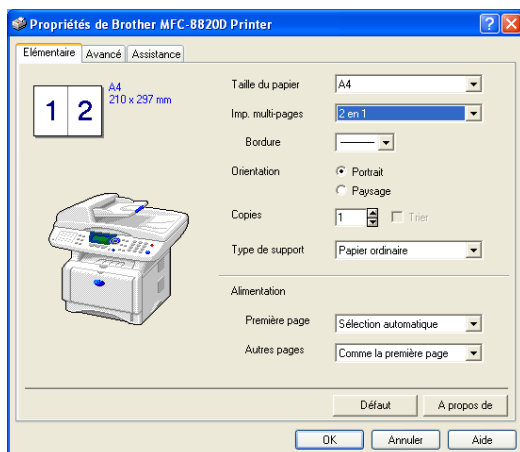 Propriétés de Brother MFC-8820D Printer
Elémentaire Avancé Assistance
A4
210 x 297 mm
1 2
Taille du papier A4
Imp. multi-pages 2 en 1
Bordure
Orientation Portrait
Paysage
Copies 1 Trier
Type de support Papier ordinaire
Alimentation
Première page Sélection automatique
Autres pages Comme la première page
Défaut A propos de
OK Annuler Aide